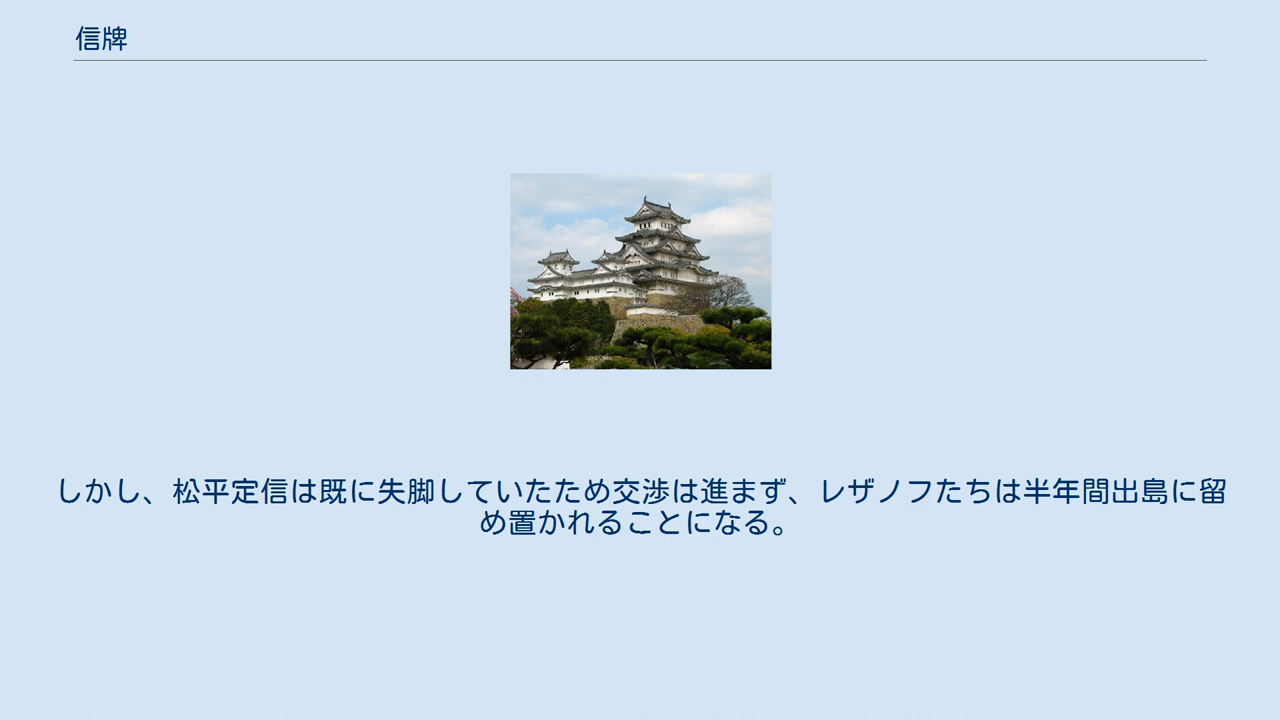 信牌
しかし、松平定信は既に失脚していたため交渉は進まず、レザノフたちは半年間出島に留
め置かれることになる。